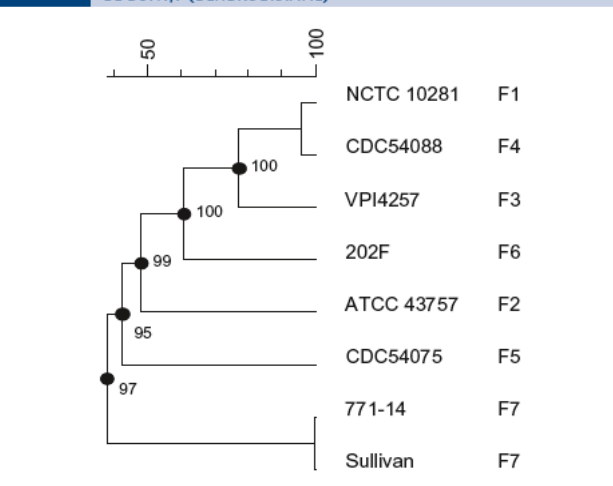 50 100
NCTC 10281 F1
CDC54088 F4
100 VPI4257 F3
100
202F F6
99
ATCC 43757 F2
95
CDC54075 F5
97
771-14 F7
Sullivan F7